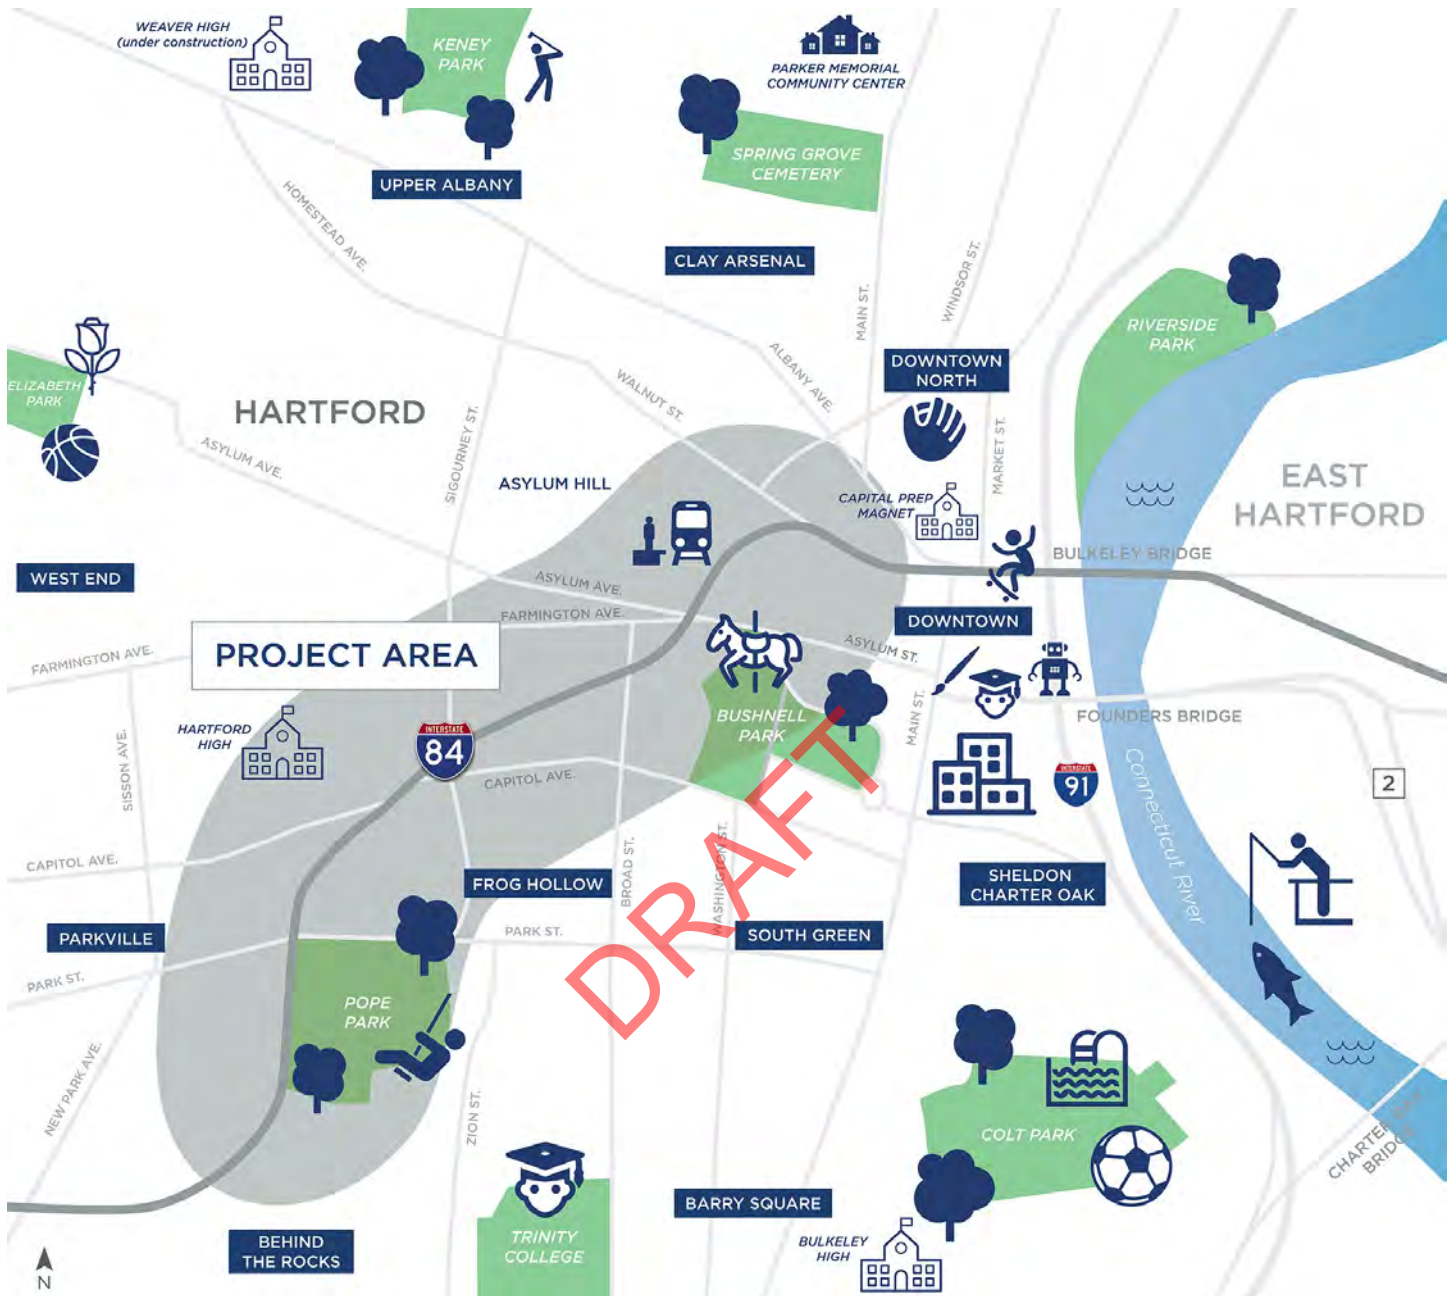 WEAVER HIGH
(under construction)
KENEY
PARK
PARKER MEMORIAL
COMMUNITY CENTER
SPRING GROVE
CEMETERY
UPPER ALBANY
HOMESTEAD AVE.
CLAY ARSENAL
WINDSOR ST.
MAIN ST.
RIVERSIDE
PARK
ELIZABETH
PARK
DOWNTOWN
NORTH
ALBANY AVE.
WALNUT ST.
HARTFORD
SIGOURNEY ST.
ASYLUM AVE.
MARKET ST.
ASYLUM HILL
CAPITAL PREP
MAGNET
EAST
HARTFORD
BULKELEY BRIDGE
WEST END
ASYLUM AVE.
FARMINGTON AVE.
DOWNTOWN
ASYLUM ST.
FARMINGTON AVE.
PROJECT AREA
BUSHNELL
PARK
MAIN ST.
FOUNDERS BRIDGE
HARTFORD
HIGH
INTERSTATE
84
SISSON AVE.
CAPITOL AVE.
INTERSTATE
91
2
Connecticut River
CAPITOL AVE.
BROAD ST.
WASHINGTON ST.
DRAFT
FROG HOLLOW
SHELDON
CHARTER OAK
PARKVILLE
PARK ST.
SOUTH GREEN
PARK ST.
POPE
PARK
NEW PARK AVE.
ZION ST.
COLT PARK
CHARTER OAK
BRIDGE
BARRY SQUARE
BEHIND
THE ROCKS
TRINITY
COLLEGE
BULKELEY
HIGH
N